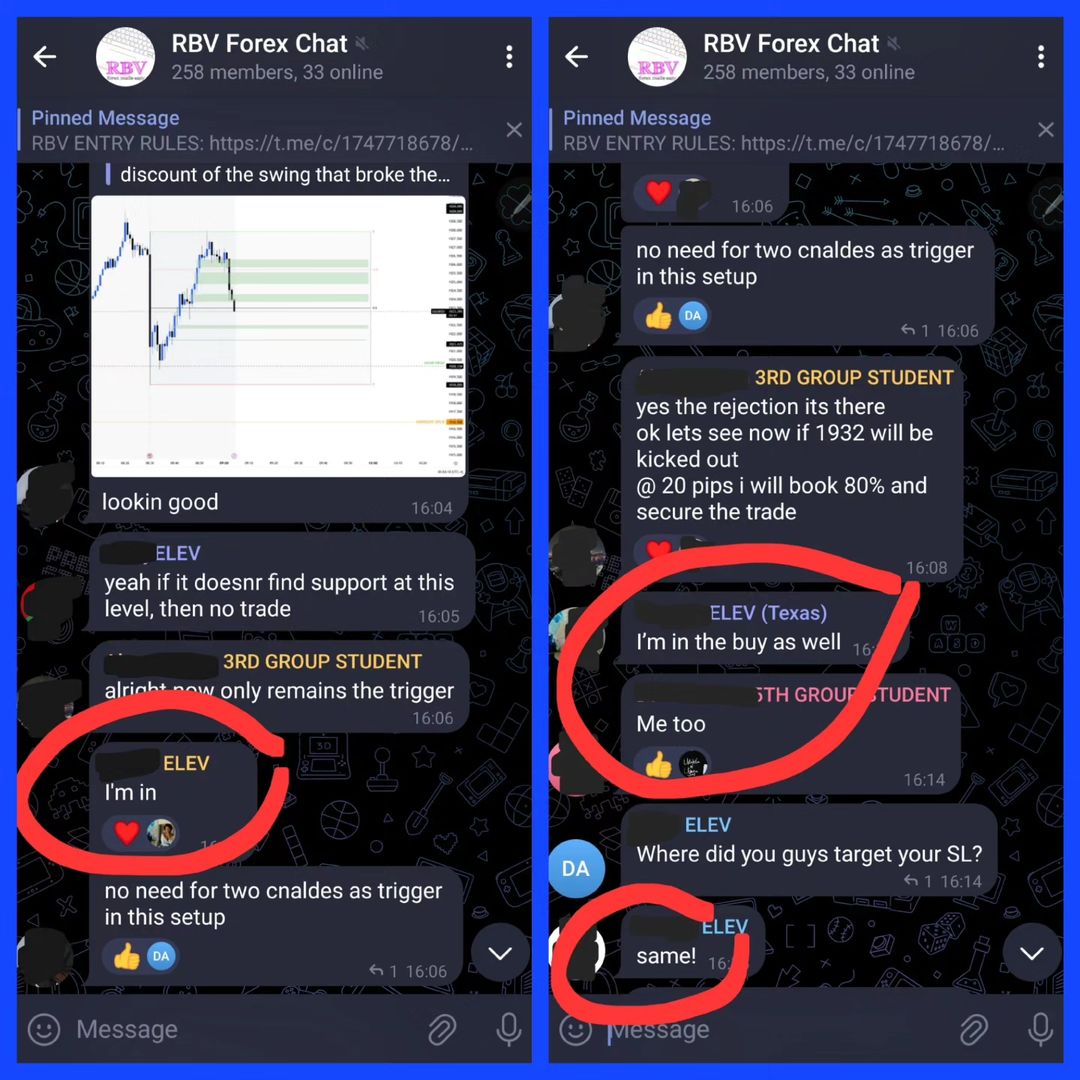 RBV Forex Chat
258 members, 33 online
Pinned Message
RBV ENTRY RULES: https://t.me/c/1747718678/...
discount of the swing that broke the...
lookin good
16:04
ELEV
yeah if it doesnr find support at this
level, then no trade
16:05
3RD GROUP STUDENT
alright now only remains the trigger
16:06
ELEV
I'm in
no need for two cnaldes as trigger
in this setup
DA
1 16:06
Message
RBV Forex Chat
258 members, 33 online
Pinned Message
RBV ENTRY RULES: https://t.me/c/1747718678/...
16:06
no need for two cnaldes as trigger
in this setup
DA
1 16:06
3RD GROUP STUDENT
yes the rejection its there
ok lets see now if 1932 will be
kicked out
@ 20 pips i will book 80% and
secure the trade
16:08
ELEV (Texas)
I’m in the buy as well
5TH GROUP STUDENT
Me too
16:14
ELEV
Where did you guys target your SL?
1 16:14
DA
ELEV
same!
Message